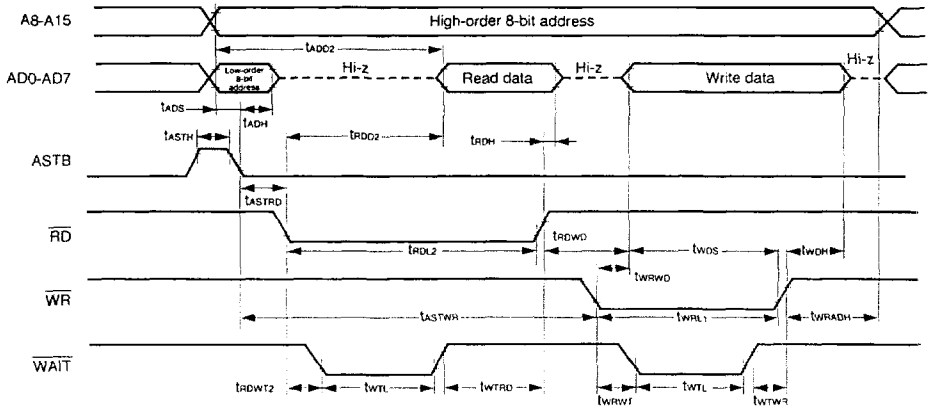 A8-A15 High-order 8-bit address
tADD2
AD0-AD7 Low-order 8-bit address Hi-z Read data Hi-z Write data Hi-z
tADS
tADH
tASTH tRDD2 tRDH
ASTB
tASTRD
RD tRDL2 tRDWD tWDS tWDH
tWRWD
WR
tASTWR tWRL1 tWRADH
WAIT
tRDWT2 tWTL tWTRD tWRWT tWTL tWTWR